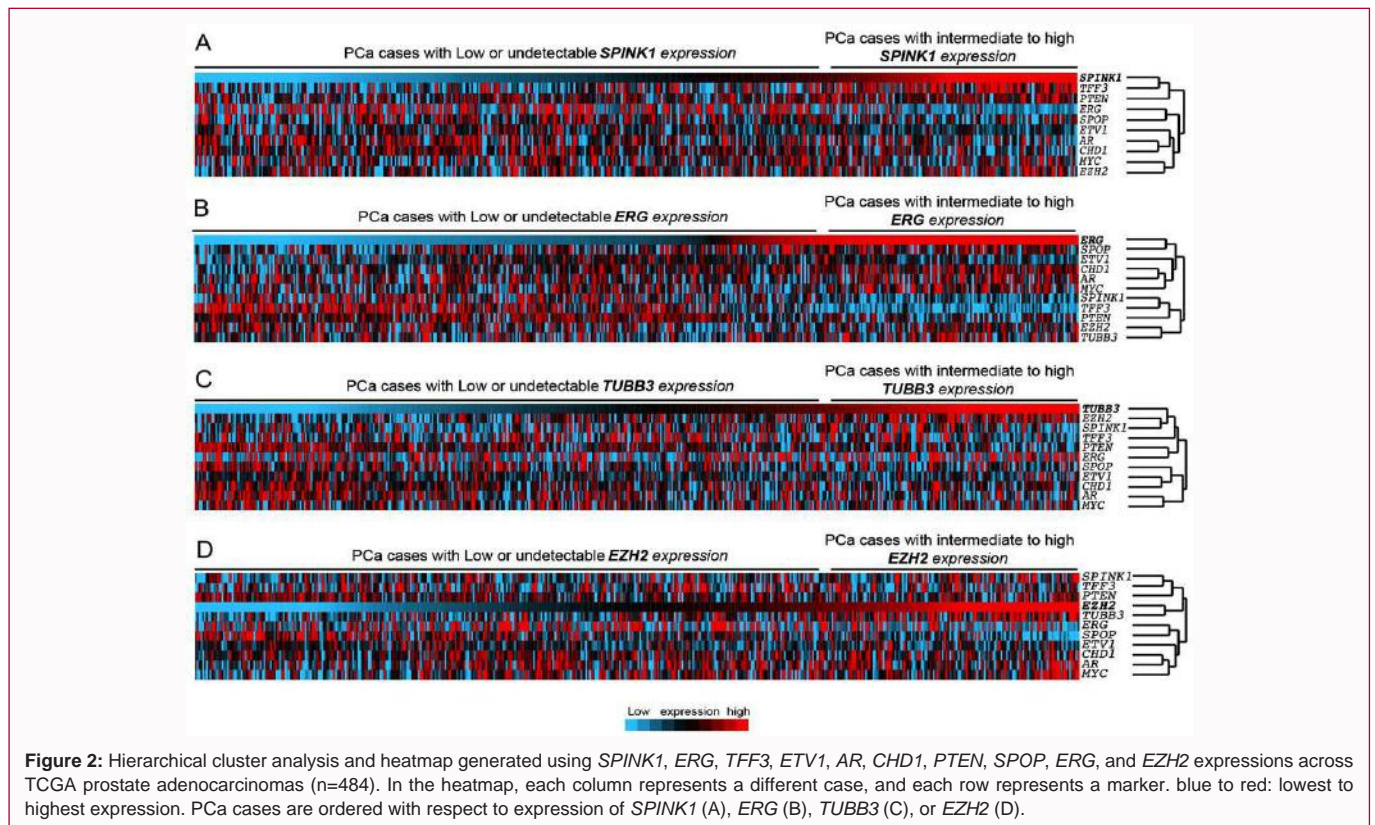 A
PCa cases with Low or undetectable SPINK1 expression
PCa cases with intermediate to high
SPINK1 expression
SPINK1
TFF3
PTEN
ERG
SPOP
ETV1
AR
CHD1
MYC
EZH2
B
PCa cases with Low or undetectable ERG expression
PCa cases with intermediate to high
ERG expression
ERG
SPOP
ETV1
CHD1
AR
MYC
SPINK1
TFF3
PTEN
EZH2
TUBB3
C
PCa cases with Low or undetectable TUBB3 expression
PCa cases with intermediate to high
TUBB3 expression
TUBB3
EZH2
SPINK1
TFF3
PTEN
ERG
SPOP
ETV1
CHD1
AR
MYC
D
PCa cases with Low or undetectable EZH2 expression
PCa cases with intermediate to high
EZH2 expression
SPINK1
TFF3
PTEN
EZH2
TUBB3
ERG
SPOP
ETV1
CHD1
AR
MYC
Low expression high
Figure 2: Hierarchical cluster analysis and heatmap generated using SPINK1, ERG, TFF3, ETV1, AR, CHD1, PTEN, SPOP, ERG, and EZH2 expressions across
TCGA prostate adenocarcinomas (n=484). In the heatmap, each column represents a different case, and each row represents a marker. blue to red: lowest to
highest expression. PCa cases are ordered with respect to expression of SPINK1 (A), ERG (B), TUBB3 (C), or EZH2 (D).